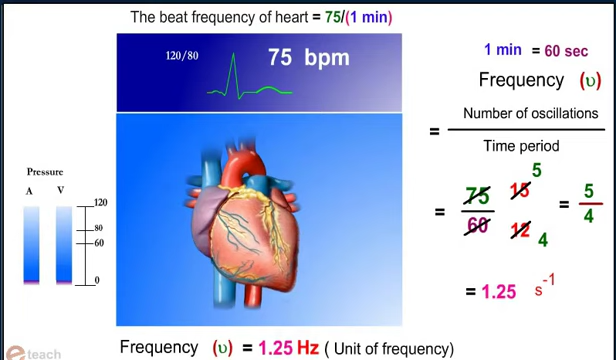 The beat frequency of heart = 75/(1 min)
120/80
75 bpm
1 min = 60 sec
Frequency (υ)
= Number of oscillations
Time period
= 75 15 5 = 5
60 12 4 4
= 1.25 s-1
Pressure
A V
120
80
60
0
Frequency (υ) = 1.25 Hz ( Unit of frequency)
e teach